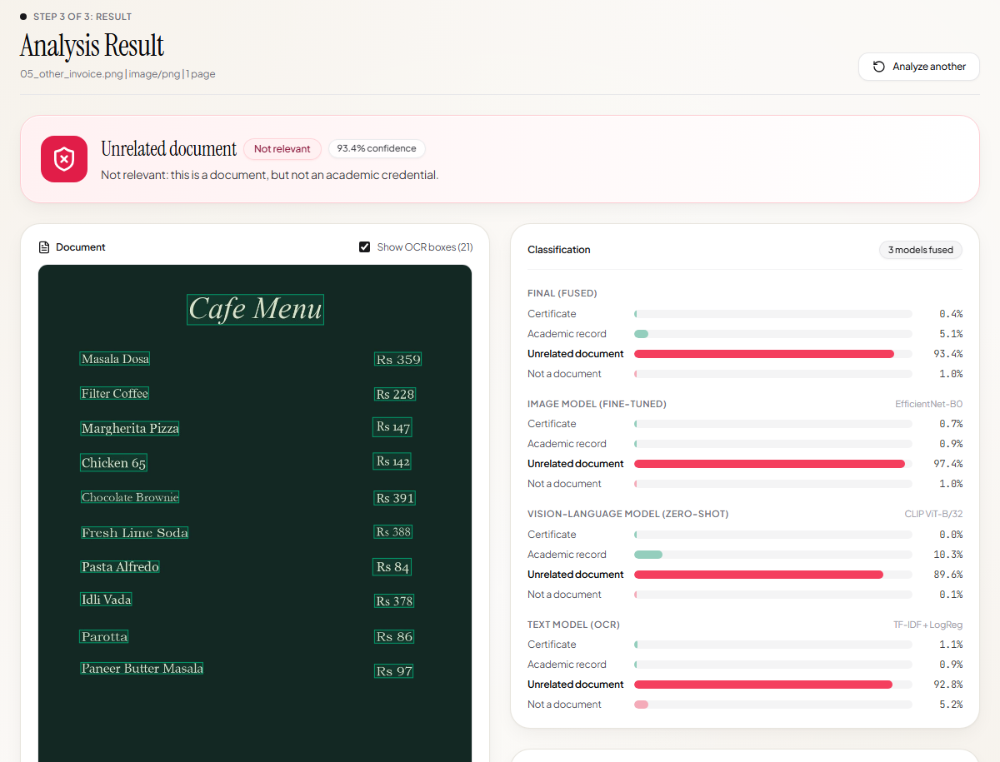 STEP 3 OF 3: RESULT
Analysis Result
05_other_invoice.png | image/png | 1 page
Analyze another
Unrelated document Not relevant 93.4% confidence
Not relevant: this is a document, but not an academic credential.
Document Show OCR boxes (21)
Cafe Menu
Masala Dosa Rs 359
Filter Coffee Rs 228
Margherita Pizza Rs 147
Chicken 65 Rs 142
Chocolate Brownie Rs 391
Fresh Lime Soda Rs 388
Pasta Alfredo Rs 84
Idli Vada Rs 378
Parotta Rs 86
Paneer Butter Masala Rs 97
Classification 3 models fused
FINAL (FUSED)
Certificate 0.4%
Academic record 5.1%
Unrelated document 93.4%
Not a document 1.0%
IMAGE MODEL (FINE-TUNED) EfficientNet-B0
Certificate 0.7%
Academic record 0.9%
Unrelated document 97.4%
Not a document 1.0%
VISION-LANGUAGE MODEL (ZERO-SHOT) CLIP ViT-B/32
Certificate 0.0%
Academic record 10.3%
Unrelated document 89.6%
Not a document 0.1%
TEXT MODEL (OCR) TF-IDF + LogReg
Certificate 1.1%
Academic record 0.9%
Unrelated document 92.8%
Not a document 5.2%